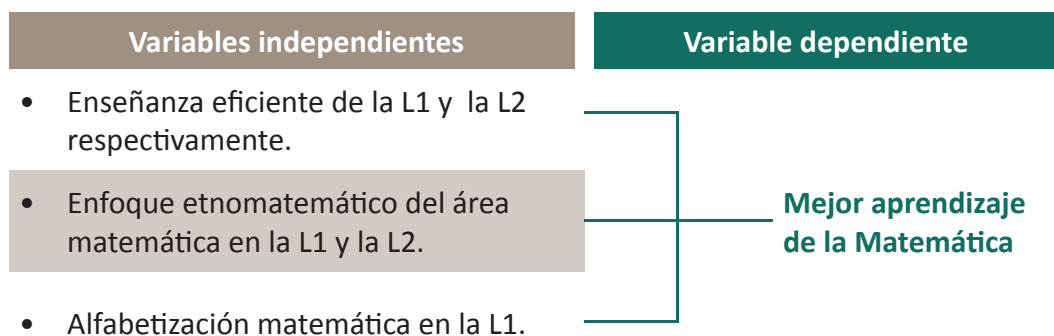 Variables independientes
Variable dependiente
• Enseñanza eficiente de la L1 y la L2
respectivamente.
• Enfoque etnomatemático del área
matemática en la L1 y la L2.
• Alfabetización matemática en la L1.
Mejor aprendizaje
de la Matemática